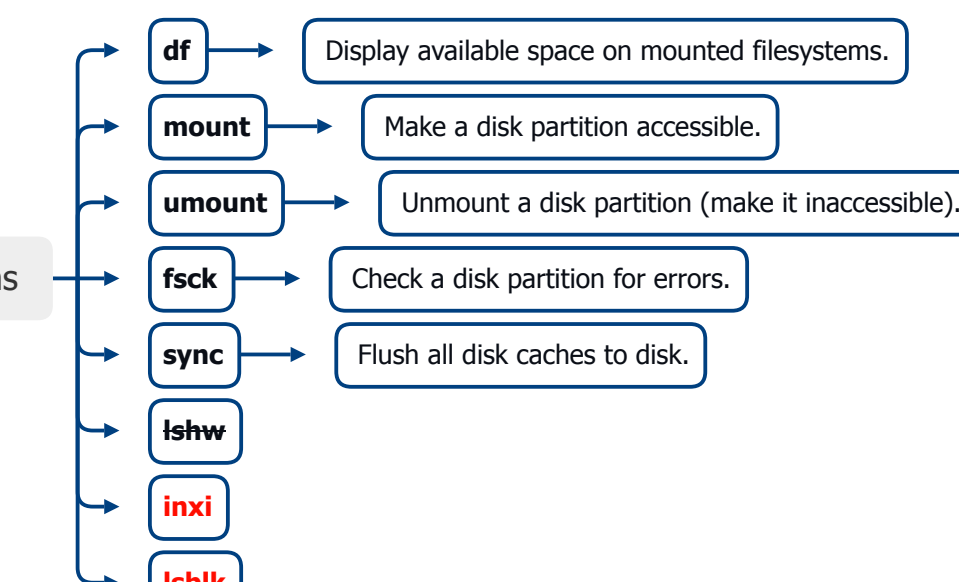 df
Display available space on mounted filesystems.
mount
Make a disk partition accessible.
umount
Unmount a disk partition (make it inaccessible).
fsck
Check a disk partition for errors.
sync
Flush all disk caches to disk.
lshw
inxi
lsblk